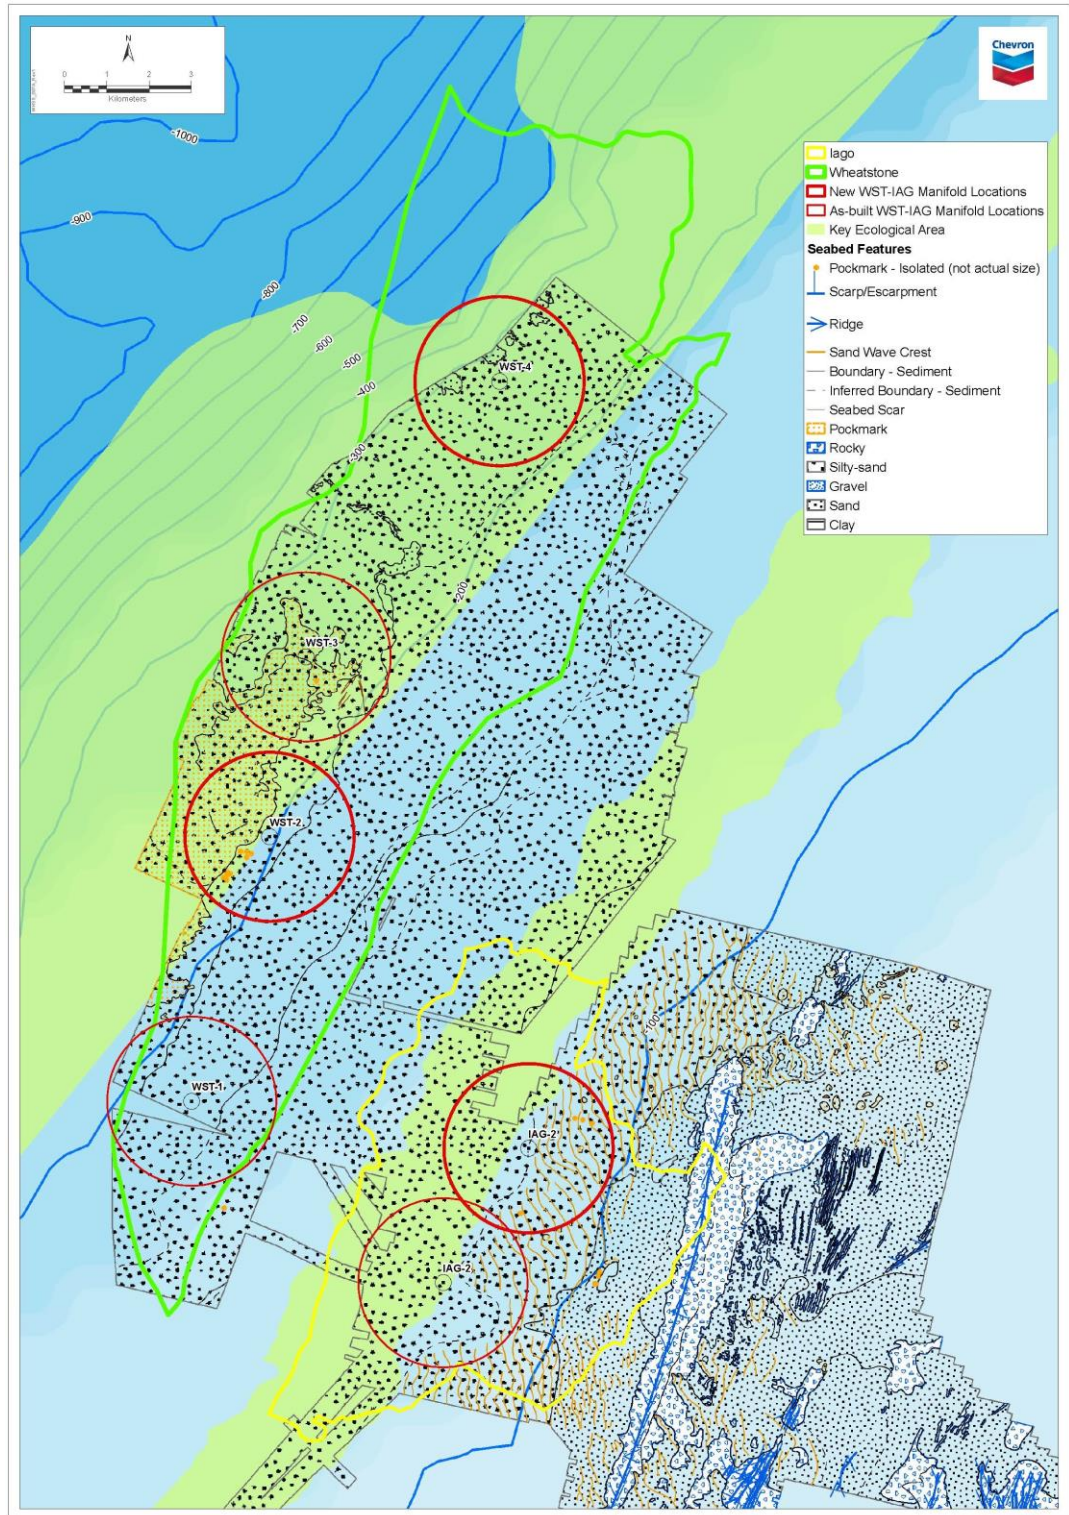 N
0 1 2 3
Kilometers
Chevron
Iago
Wheatstone
New WST-IAG Manifold Locations
As-built WST-IAG Manifold Locations
Key Ecological Area
Seabed Features
Pockmark - Isolated (not actual size)
Scarp/Escarpment
Ridge
Sand Wave Crest
Boundary - Sediment
Inferred Boundary - Sediment
Seabed Scar
Pockmark
Rocky
Silty-sand
Gravel
Sand
Clay
-1000
-900
-800
-700
-600
-500
-400
-300
-200
-100
WST-4
WST-3
WST-2
WST-1
IAG-2
IAG-2